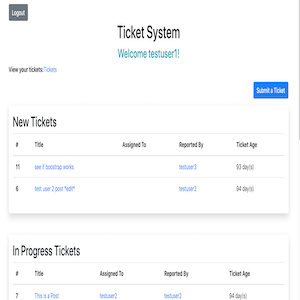 Logout
Ticket System
Welcome testuser1!
View your tickets:Tickets
Submit a Ticket
New Tickets
# Title Assigned To Reported By Ticket Age
11 see if boostrap works testuser3 93 day(s)
6 test user 2 post *edit* testuser2 94 day(s)
In Progress Tickets
# Title Assigned To Reported By Ticket Age
7 This is a Post testuser2 testuser2 94 day(s)